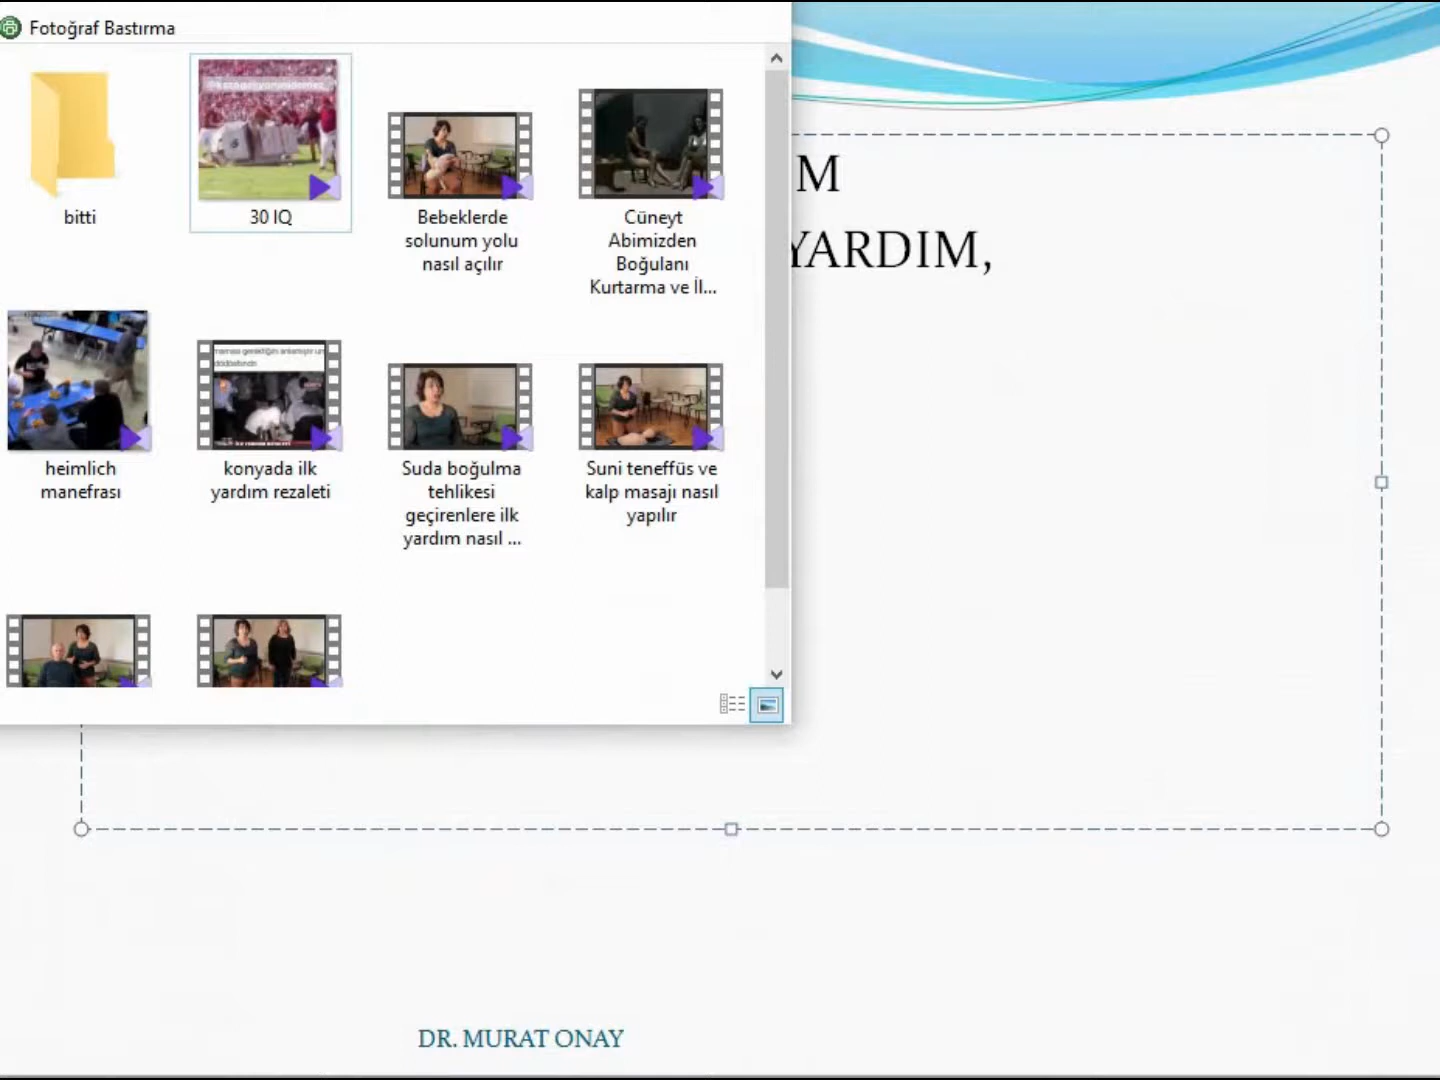 Fotoğraf Bastırma
bitti
30 IQ
Bebeklerde
solunum yolu
nasıl açılır
Cüneyt
Abimizden
Boğulanı
Kurtarma ve İl...
heimlich
manefrası
konyada ilk
yardım rezaleti
Suda boğulma
tehlikesi
geçirenlere ilk
yardım nasıl ...
Suni teneffüs ve
kalp masajı nasıl
yapılır
M
YARDIM,
DR. MURAT ONAY